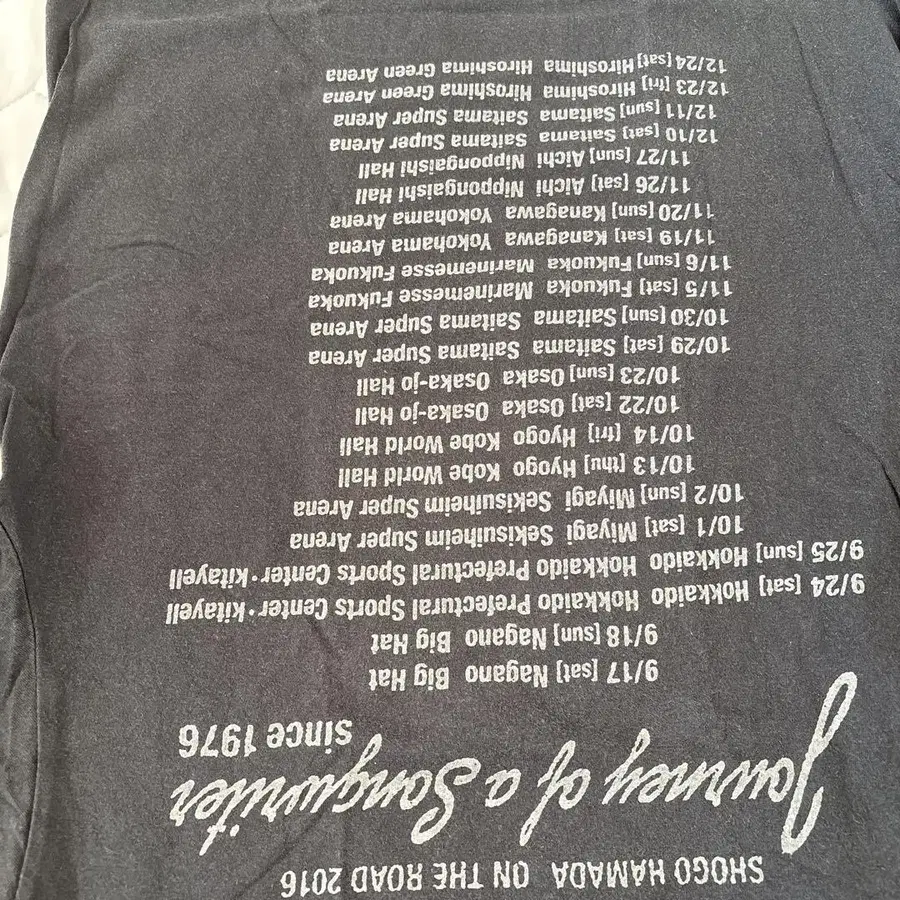 SHOGO HAMADA ON THE ROAD 2016
Journey of a Songwriter
since 1976
9/17 [sat] Nagano Big Hat
9/18 [sun] Nagano Big Hat
9/24 [sat] Hokkaido Hokkaido Prefectural Sports Center・kitayell
9/25 [sun] Hokkaido Hokkaido Prefectural Sports Center・kitayell
10/1 [sat] Miyagi Sekisuiheim Super Arena
10/2 [sun] Miyagi Sekisuiheim Super Arena
10/13 [thu] Hyogo Kobe World Hall
10/14 [fri] Hyogo Kobe World Hall
10/22 [sat] Osaka Osaka-jo Hall
10/23 [sun] Osaka Osaka-jo Hall
10/29 [sat] Saitama Saitama Super Arena
10/30 [sun] Saitama Saitama Super Arena
11/5 [sat] Fukuoka Marinemesse Fukuoka
11/6 [sun] Fukuoka Marinemesse Fukuoka
11/19 [sat] Kanagawa Yokohama Arena
11/20 [sun] Kanagawa Yokohama Arena
11/26 [sat] Aichi Nippongaishi Hall
11/27 [sun] Aichi Nippongaishi Hall
12/10 [sat] Saitama Saitama Super Arena
12/11 [sun] Saitama Saitama Super Arena
12/23 [fri] Hiroshima Hiroshima Green Arena
12/24 [sat] Hiroshima Hiroshima Green Arena